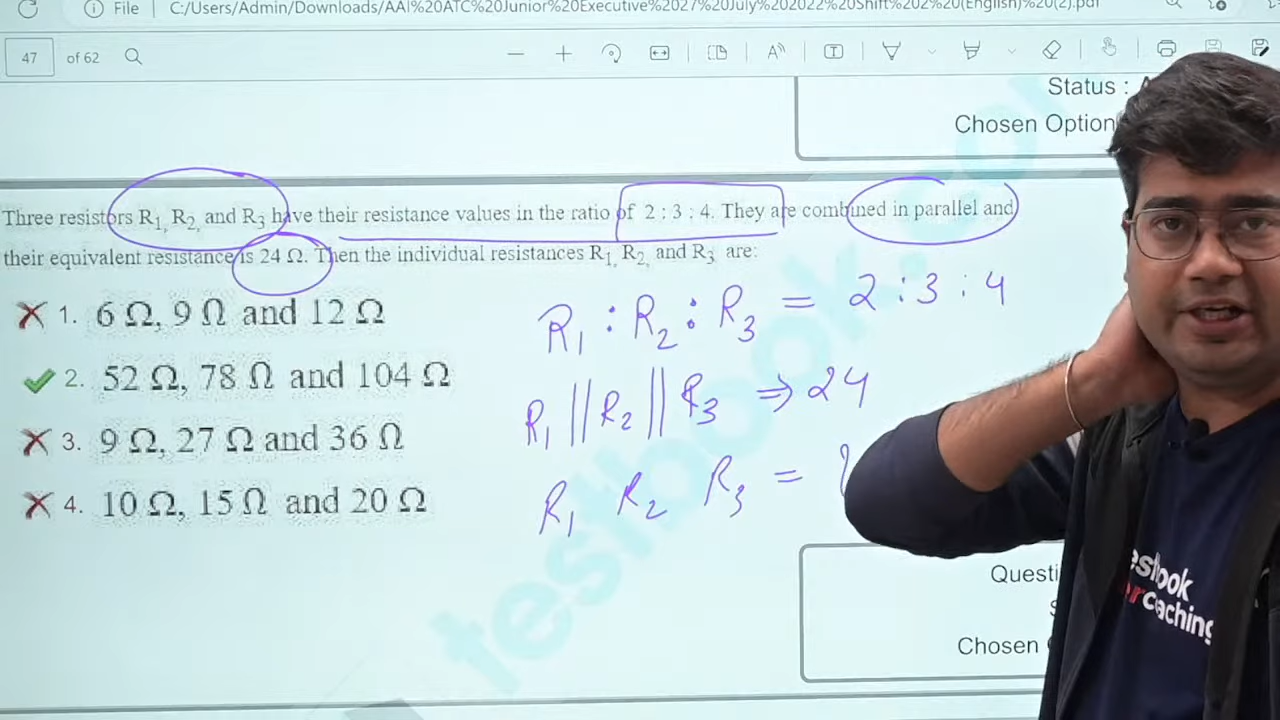 File | C:/Users/Admin/Downloads/AAI%20ATC%20Junior%20Executive%2027%20July%202022%20Shift%202%20(English)%20(2).pdf
47 of 62
Status :
Chosen Option
Three resistors R1, R2, and R3 have their resistance values in the ratio of 2 : 3 : 4. They are combined in parallel and
their equivalent resistance is 24 Ω. Then the individual resistances R1, R2, and R3 are:
1. 6 Ω, 9 Ω and 12 Ω
2. 52 Ω, 78 Ω and 104 Ω
3. 9 Ω, 27 Ω and 36 Ω
4. 10 Ω, 15 Ω and 20 Ω
R1 : R2 : R3 = 2 : 3 : 4
R1 || R2 || R3 ⇒ 24
R1 R2 R3 =
Chosen
testbook.co
coaching